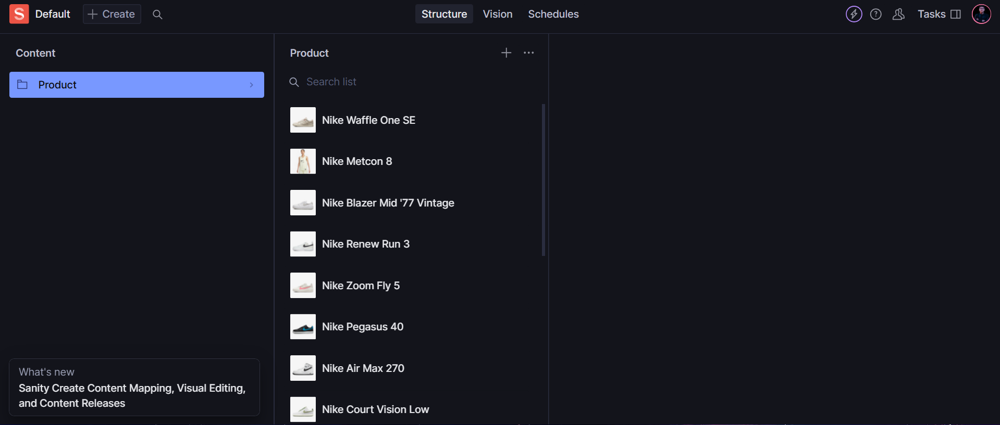 S Default + Create Structure Vision Schedules Tasks
Content
Product
What's new
Sanity Create Content Mapping, Visual Editing,
and Content Releases
Product
Search list
Nike Waffle One SE
Nike Metcon 8
Nike Blazer Mid '77 Vintage
Nike Renew Run 3
Nike Zoom Fly 5
Nike Pegasus 40
Nike Air Max 270
Nike Court Vision Low